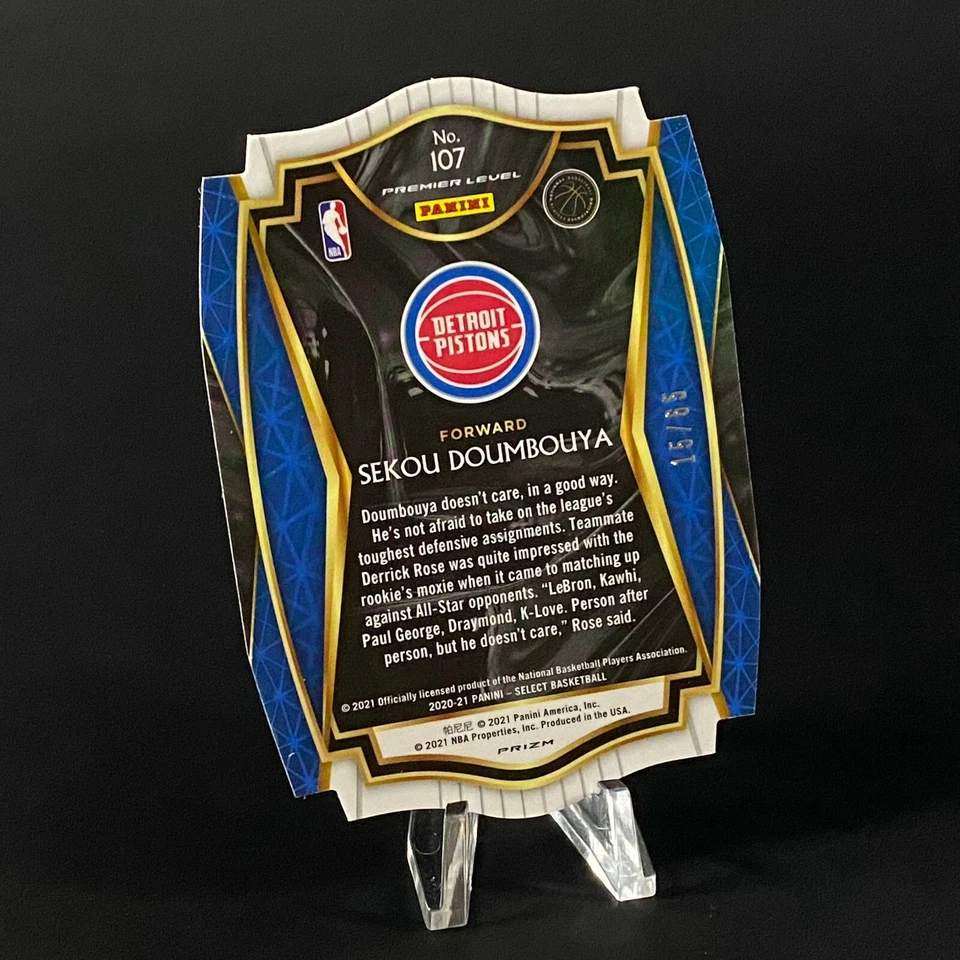 No.
107
PREMIER LEVEL
PANINI
NBA
DETROIT
PISTONS
FORWARD
SEKOU DOUMBOUYA
15/65
Doumbouya doesn't care, in a good way.
He's not afraid to take on the league's
toughest defensive assignments. Teammate
Derrick Rose was quite impressed with the
rookie's moxie when it came to matching up
against All-Star opponents. “LeBron, Kawhi,
Paul George, Draymond, K-Love. Person after
person, but he doesn't care,” Rose said.
© 2021 Officially licensed product of the National Basketball Players Association.
2020-21 PANINI – SELECT BASKETBALL
帕尼尼 © 2021 Panini America, Inc.
© 2021 NBA Properties, Inc. Produced in the USA.
PRIZM